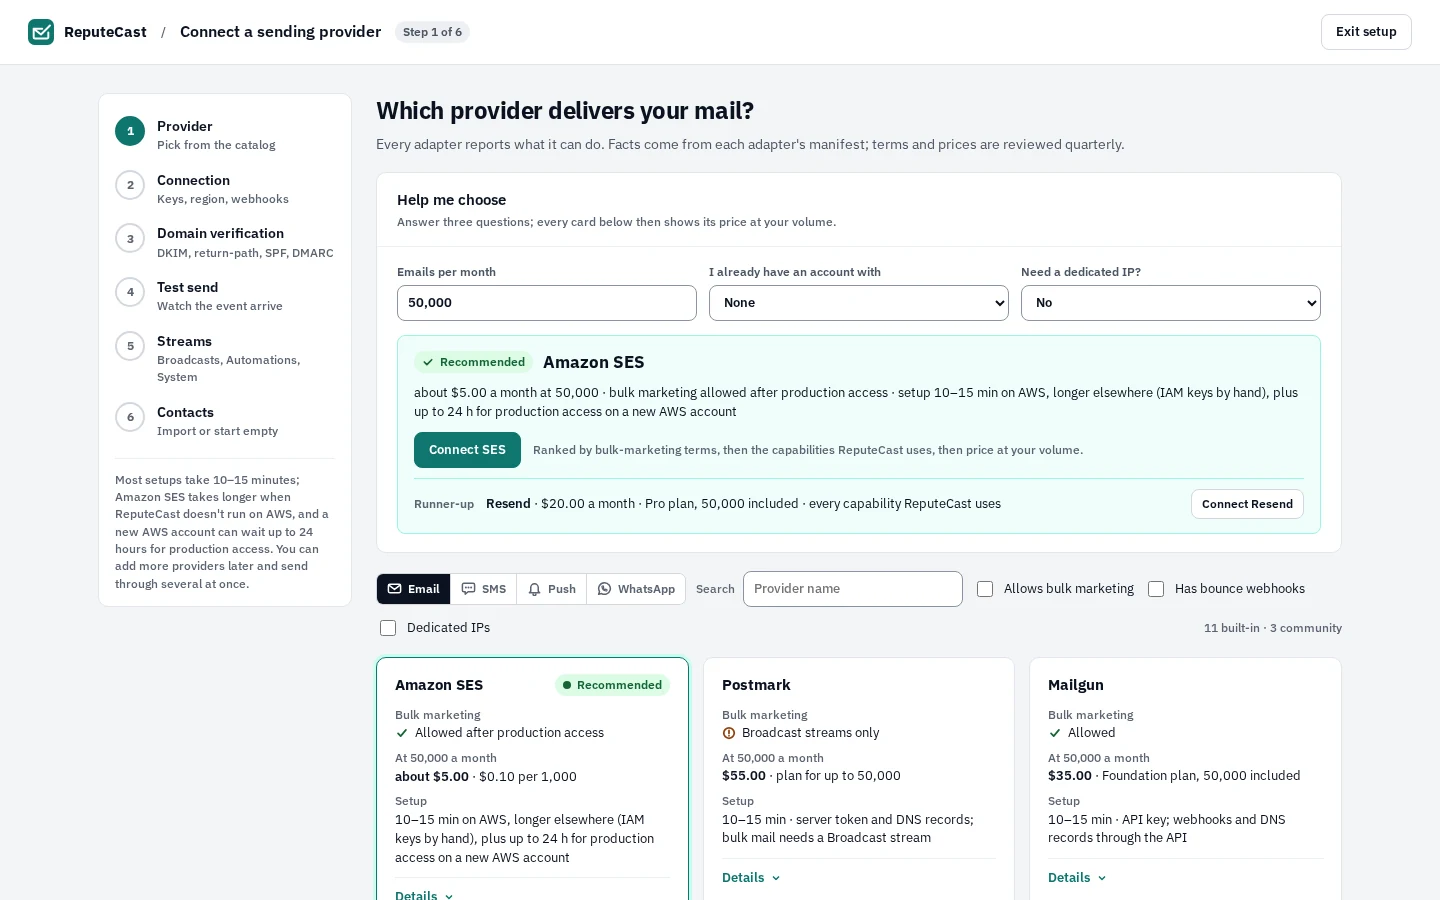 ReputeCast / Connect a sending provider Step 1 of 6 Exit setup
1 Provider
Pick from the catalog
2 Connection
Keys, region, webhooks
3 Domain verification
DKIM, return-path, SPF, DMARC
4 Test send
Watch the event arrive
5 Streams
Broadcasts, Automations,
System
6 Contacts
Import or start empty
Most setups take 10–15 minutes;
Amazon SES takes longer when
ReputeCast doesn't run on AWS, and a
new AWS account can wait up to 24
hours for production access. You can
add more providers later and send
through several at once.
Which provider delivers your mail?
Every adapter reports what it can do. Facts come from each adapter's manifest; terms and prices are reviewed quarterly.
Help me choose
Answer three questions; every card below then shows its price at your volume.
Emails per month I already have an account with Need a dedicated IP?
50,000 None No
Recommended Amazon SES
about $5.00 a month at 50,000 · bulk marketing allowed after production access · setup 10–15 min on AWS, longer elsewhere (IAM keys by hand), plus
up to 24 h for production access on a new AWS account
Connect SES Ranked by bulk-marketing terms, then the capabilities ReputeCast uses, then price at your volume.
Runner-up Resend · $20.00 a month · Pro plan, 50,000 included · every capability ReputeCast uses Connect Resend
Email SMS Push WhatsApp Search Provider name Allows bulk marketing Has bounce webhooks
Dedicated IPs 11 built-in · 3 community
Amazon SES Recommended
Bulk marketing
Allowed after production access
At 50,000 a month
about $5.00 · $0.10 per 1,000
Setup
10–15 min on AWS, longer elsewhere (IAM
keys by hand), plus up to 24 h for production
access on a new AWS account
Details
Postmark
Bulk marketing
Broadcast streams only
At 50,000 a month
$55.00 · plan for up to 50,000
Setup
10–15 min · server token and DNS records;
bulk mail needs a Broadcast stream
Details
Mailgun
Bulk marketing
Allowed
At 50,000 a month
$35.00 · Foundation plan, 50,000 included
Setup
10–15 min · API key; webhooks and DNS
records through the API
Details